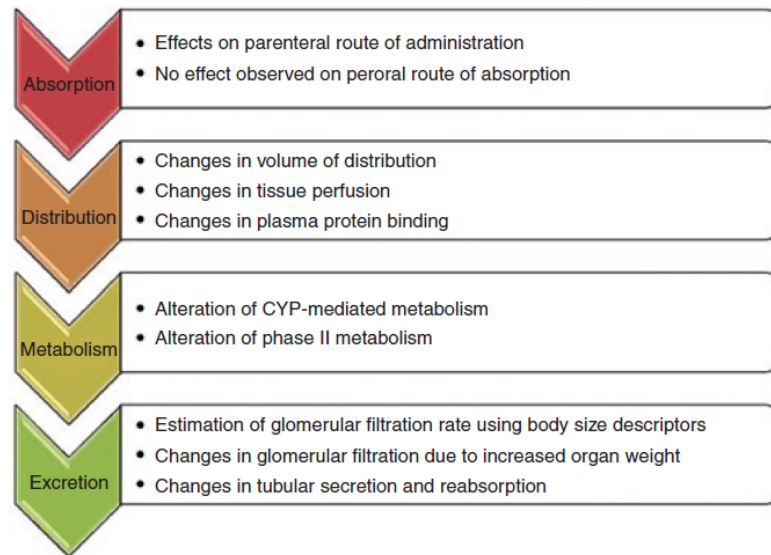 Absorption
• Effects on parenteral route of administration
• No effect observed on peroral route of absorption
Distribution
• Changes in volume of distribution
• Changes in tissue perfusion
• Changes in plasma protein binding
Metabolism
• Alteration of CYP-mediated metabolism
• Alteration of phase II metabolism
Excretion
• Estimation of glomerular filtration rate using body size descriptors
• Changes in glomerular filtration due to increased organ weight
• Changes in tubular secretion and reabsorption